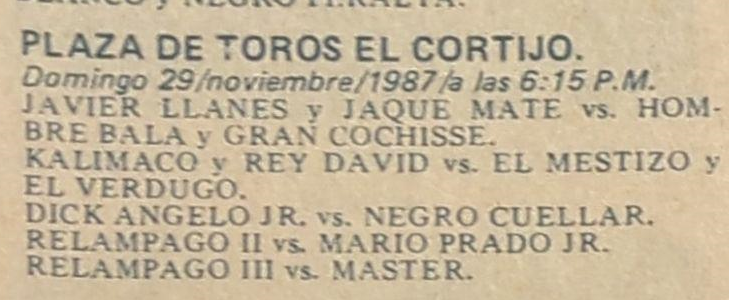 PLAZA DE TOROS EL CORTIJO.
Domingo 29/noviembre/1987/a las 6:15 P.M.
JAVIER LLANES y JAQUE MATE vs. HOM-
BRE BALA y GRAN COCHISSE.
KALIMACO y REY DAVID vs. EL MESTIZO y
EL VERDUGO.
DICK ANGELO JR. vs. NEGRO CUELLAR.
RELAMPAGO II vs. MARIO PRADO JR.
RELAMPAGO III vs. MASTER.